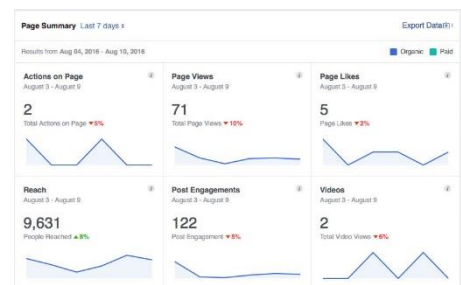 Page Summary Last 7 days
Export Data
Results from Aug 04, 2016 - Aug 10, 2016
Organic Paid
Actions on Page
August 3 - August 9
2
Total Actions on Page ▼5%
Page Views
August 3 - August 9
71
Total Page Views ▼10%
Page Likes
August 3 - August 9
5
Page Likes ▼2%
Reach
August 3 - August 9
9,631
People Reached ▲8%
Post Engagements
August 3 - August 9
122
Post Engagement ▼5%
Videos
August 3 - August 9
2
Total Video Views ▼6%